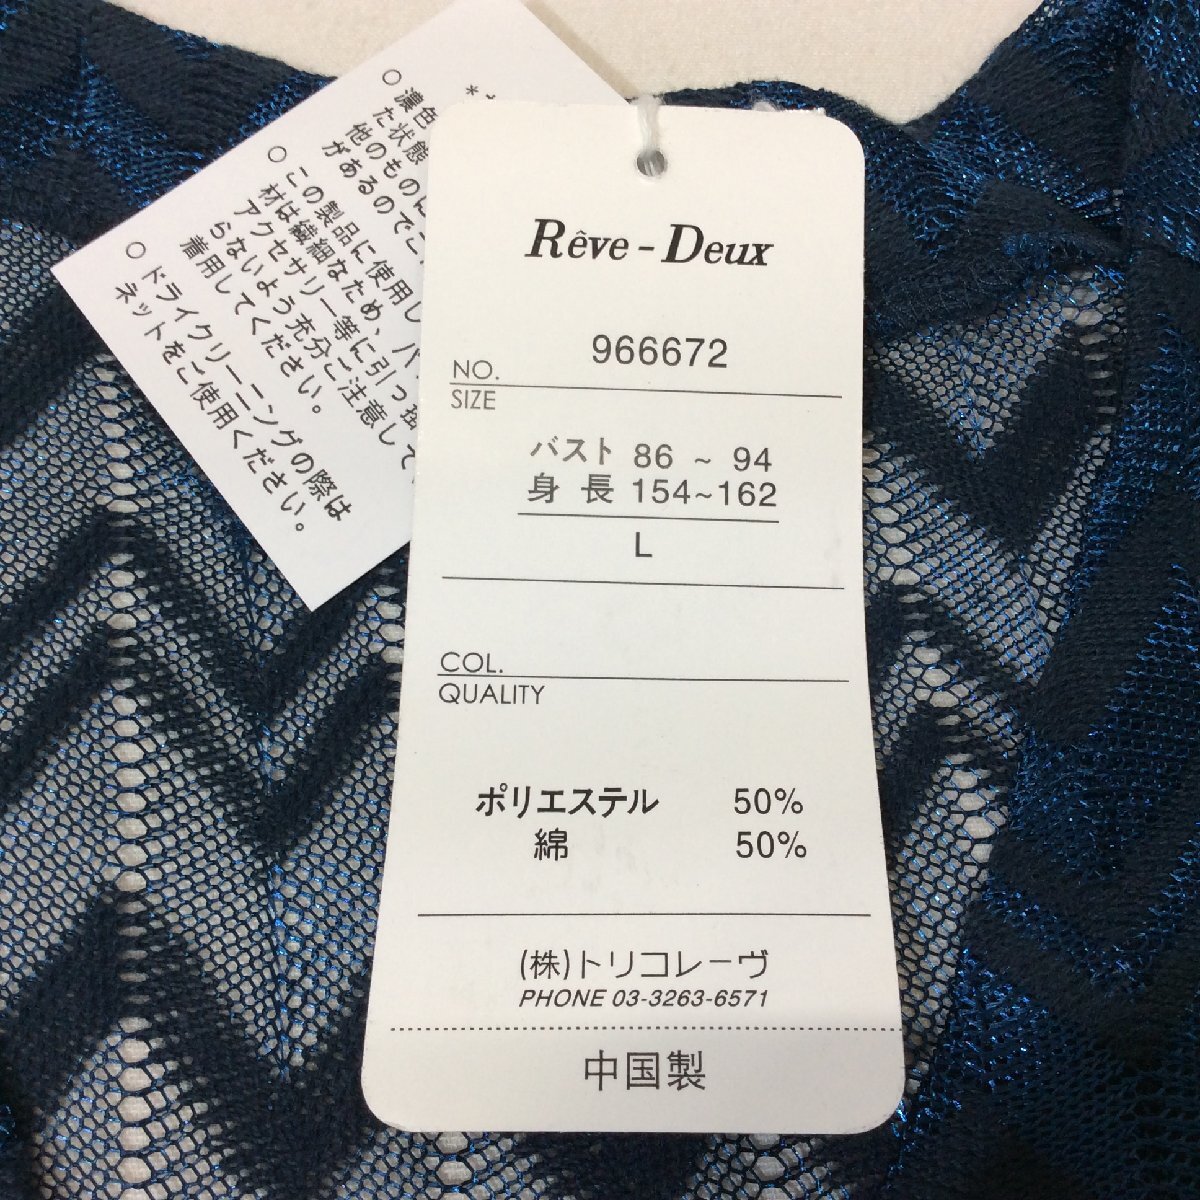 ○ 濃色
た状態
他のもの
があるのでこ
○ この製品に使用し
材は繊細なため、バ
アクセサリー等に引っ
らないよう充分ご注意して
着用してください。
○ ドライクリーニングの際は
ネットをご使用ください。
Rêve-Deux
966672
NO.
SIZE
バスト 86 ~ 94
身 長 154~162
L
COL.
QUALITY
ポリエステル 50%
綿 50%
(株)トリコレーヴ
PHONE 03-3263-6571
中国製